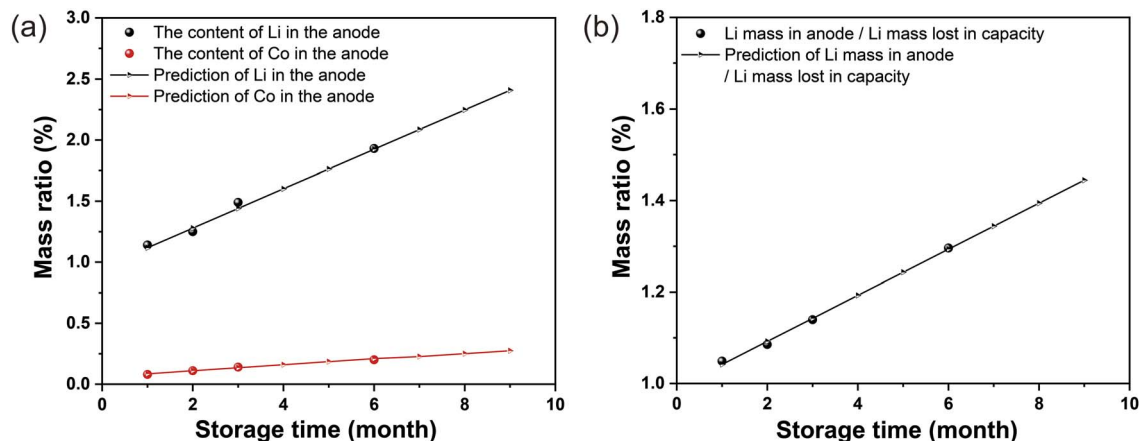 (a)
3.0
2.5
2.0
1.5
1.0
0.5
0.0
Mass ratio (%)
The content of Li in the anode
The content of Co in the anode
Prediction of Li in the anode
Prediction of Co in the anode
0 2 4 6 8 10
Storage time (month)
(b)
1.8
1.6
1.4
1.2
1.0
Mass ratio (%)
Li mass in anode / Li mass lost in capacity
Prediction of Li mass in anode
/ Li mass lost in capacity
0 2 4 6 8 10
Storage time (month)